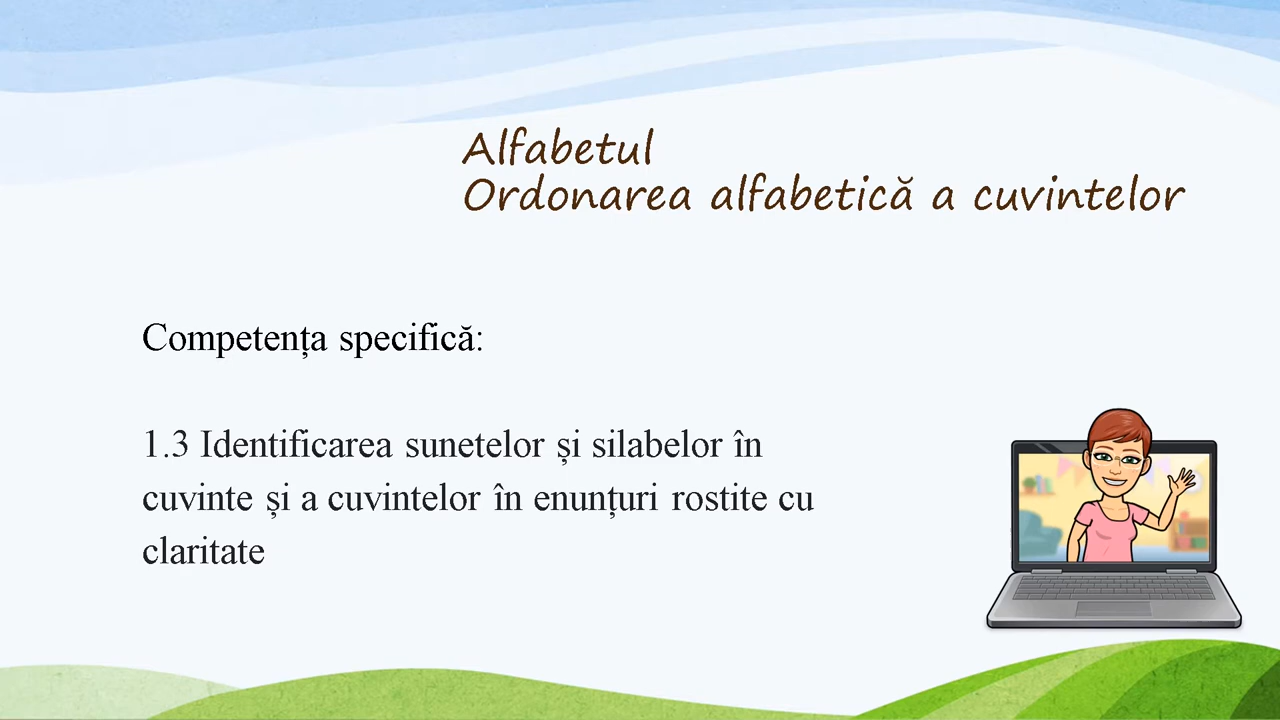 Alfabetul
Ordonarea alfabetică a cuvintelor
Competența specifică:
1.3 Identificarea sunetelor și silabelor în
cuvinte și a cuvintelor în enunțuri rostite cu
claritate